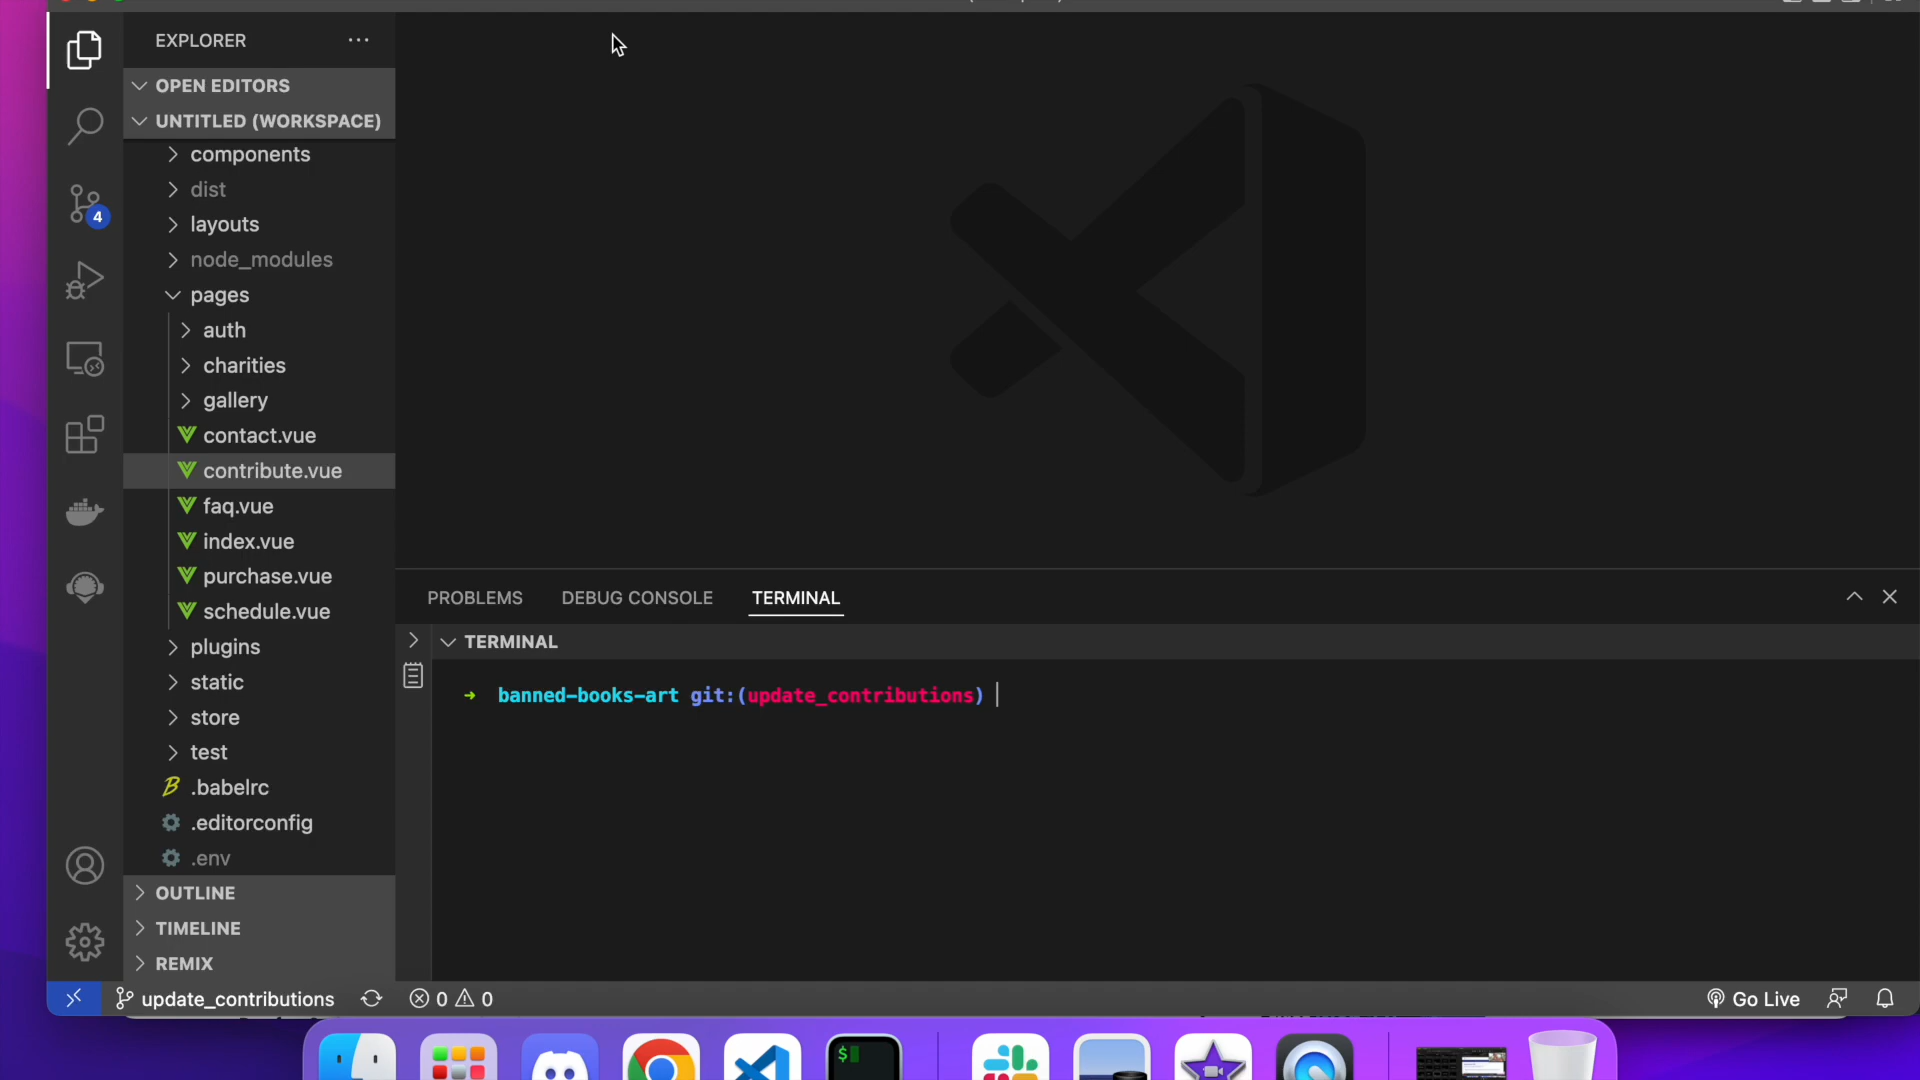 EXPLORER
OPEN EDITORS
UNTITLED (WORKSPACE)
components
dist
layouts
node_modules
pages
auth
charities
gallery
contact.vue
contribute.vue
faq.vue
index.vue
purchase.vue
schedule.vue
plugins
static
store
test
.babelrc
.editorconfig
.env
OUTLINE
TIMELINE
REMIX
4
PROBLEMS
DEBUG CONSOLE
TERMINAL
TERMINAL
➜ banned-books-art git:(update_contributions)
update_contributions
0
0
Go Live
$